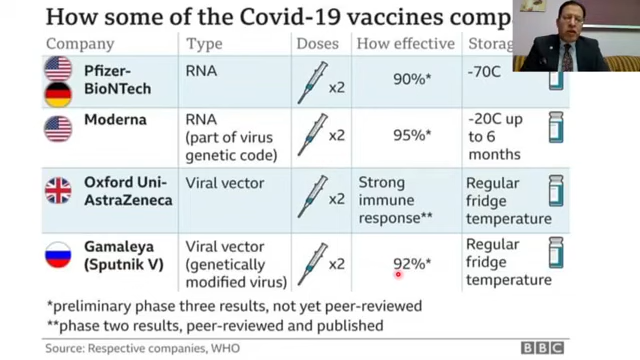 How some of the Covid-19 vaccines comp
Company Type Doses How effective Storag
Pfizer-BioNTech RNA x2 90%* -70C
Moderna RNA (part of virus genetic code) x2 95%* -20C up to 6 months
Oxford Uni-AstraZeneca Viral vector x2 Strong immune response** Regular fridge temperature
Gamaleya (Sputnik V) Viral vector (genetically modified virus) x2 92%* Regular fridge temperature
*preliminary phase three results, not yet peer-reviewed
**phase two results, peer-reviewed and published
Source: Respective companies, WHO
BBC